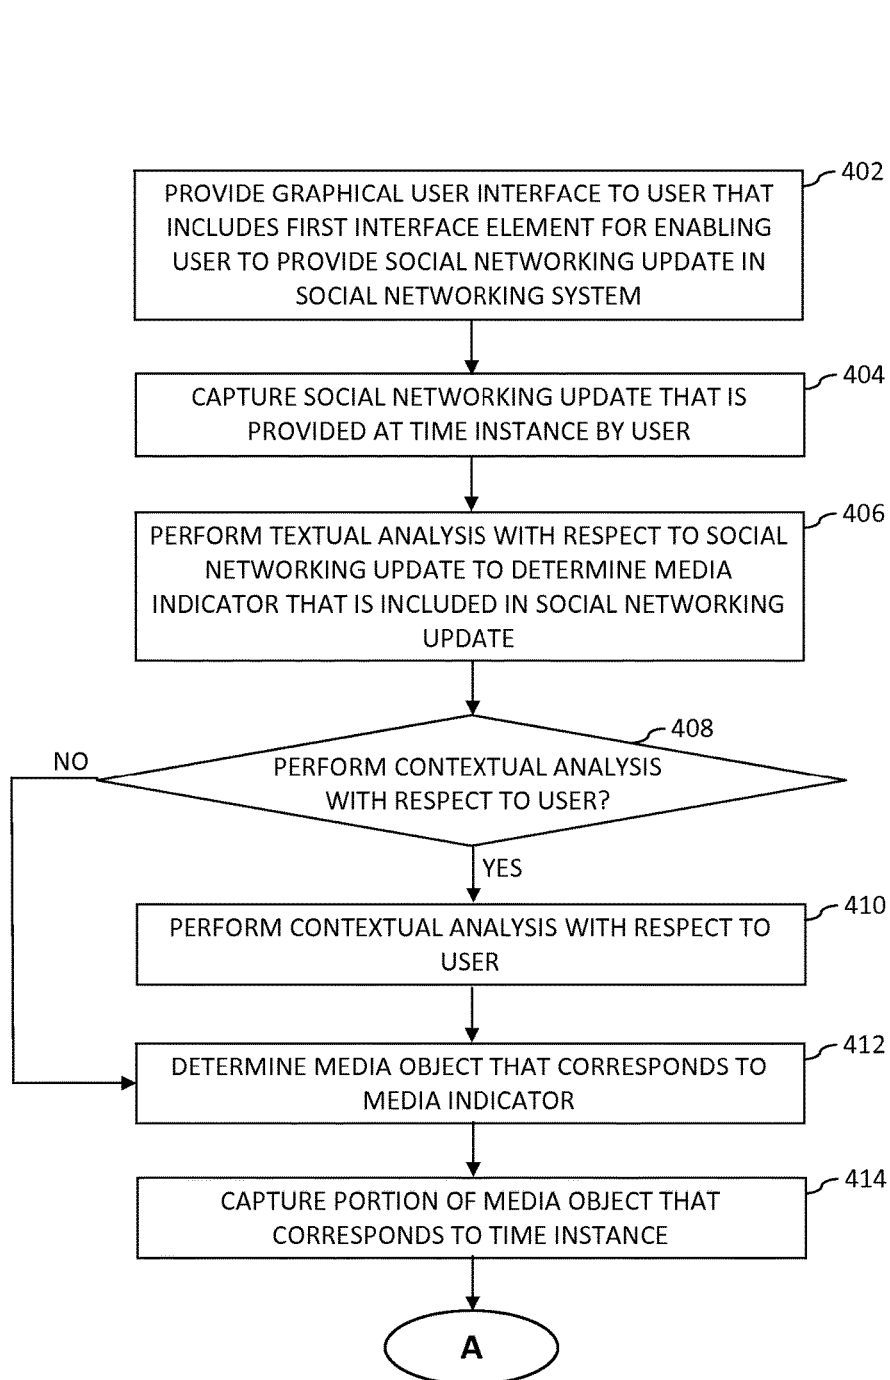 402
PROVIDE GRAPHICAL USER INTERFACE TO USER THAT
INCLUDES FIRST INTERFACE ELEMENT FOR ENABLING
USER TO PROVIDE SOCIAL NETWORKING UPDATE IN
SOCIAL NETWORKING SYSTEM
404
CAPTURE SOCIAL NETWORKING UPDATE THAT IS
PROVIDED AT TIME INSTANCE BY USER
406
PERFORM TEXTUAL ANALYSIS WITH RESPECT TO SOCIAL
NETWORKING UPDATE TO DETERMINE MEDIA
INDICATOR THAT IS INCLUDED IN SOCIAL NETWORKING
UPDATE
408
NO
PERFORM CONTEXTUAL ANALYSIS
WITH RESPECT TO USER?
YES
410
PERFORM CONTEXTUAL ANALYSIS WITH RESPECT TO
USER
412
DETERMINE MEDIA OBJECT THAT CORRESPONDS TO
MEDIA INDICATOR
414
CAPTURE PORTION OF MEDIA OBJECT THAT
CORRESPONDS TO TIME INSTANCE
A